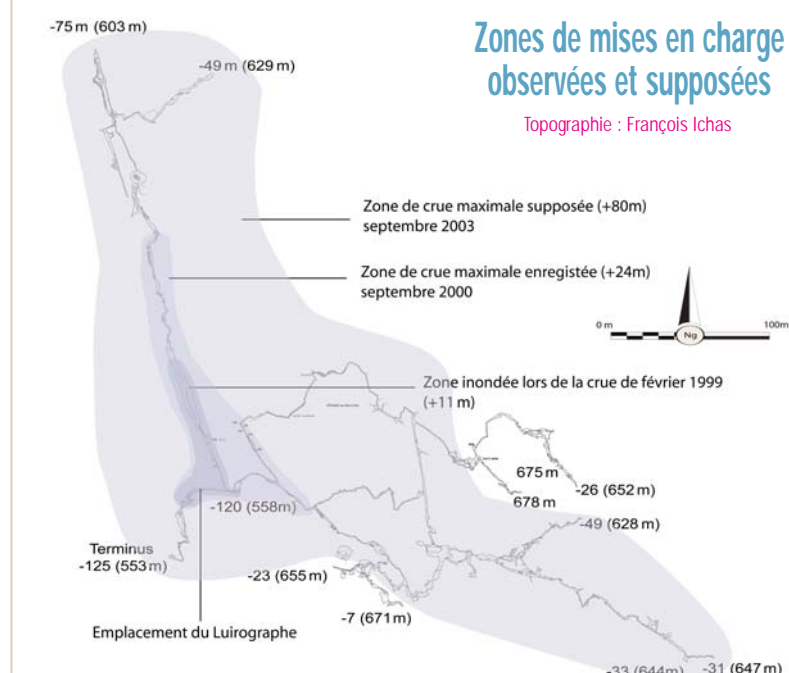 -75 m (603 m)
-49 m (629 m)
Zones de mises en charge
observées et supposées
Topographie : François Ichas
Zone de crue maximale supposée (+80m)
septembre 2003
Zone de crue maximale enregistée (+24m)
septembre 2000
0 m
100m
Ng
Zone inondée lors de la crue de février 1999
(+11 m)
675 m
-26 (652 m)
678 m
-120 (558m)
-49 (628 m)
Terminus
-125 (553 m)
-23 (655 m)
-7 (671 m)
Emplacement du Luirographe
-33 (644m)
-31 (647 m)